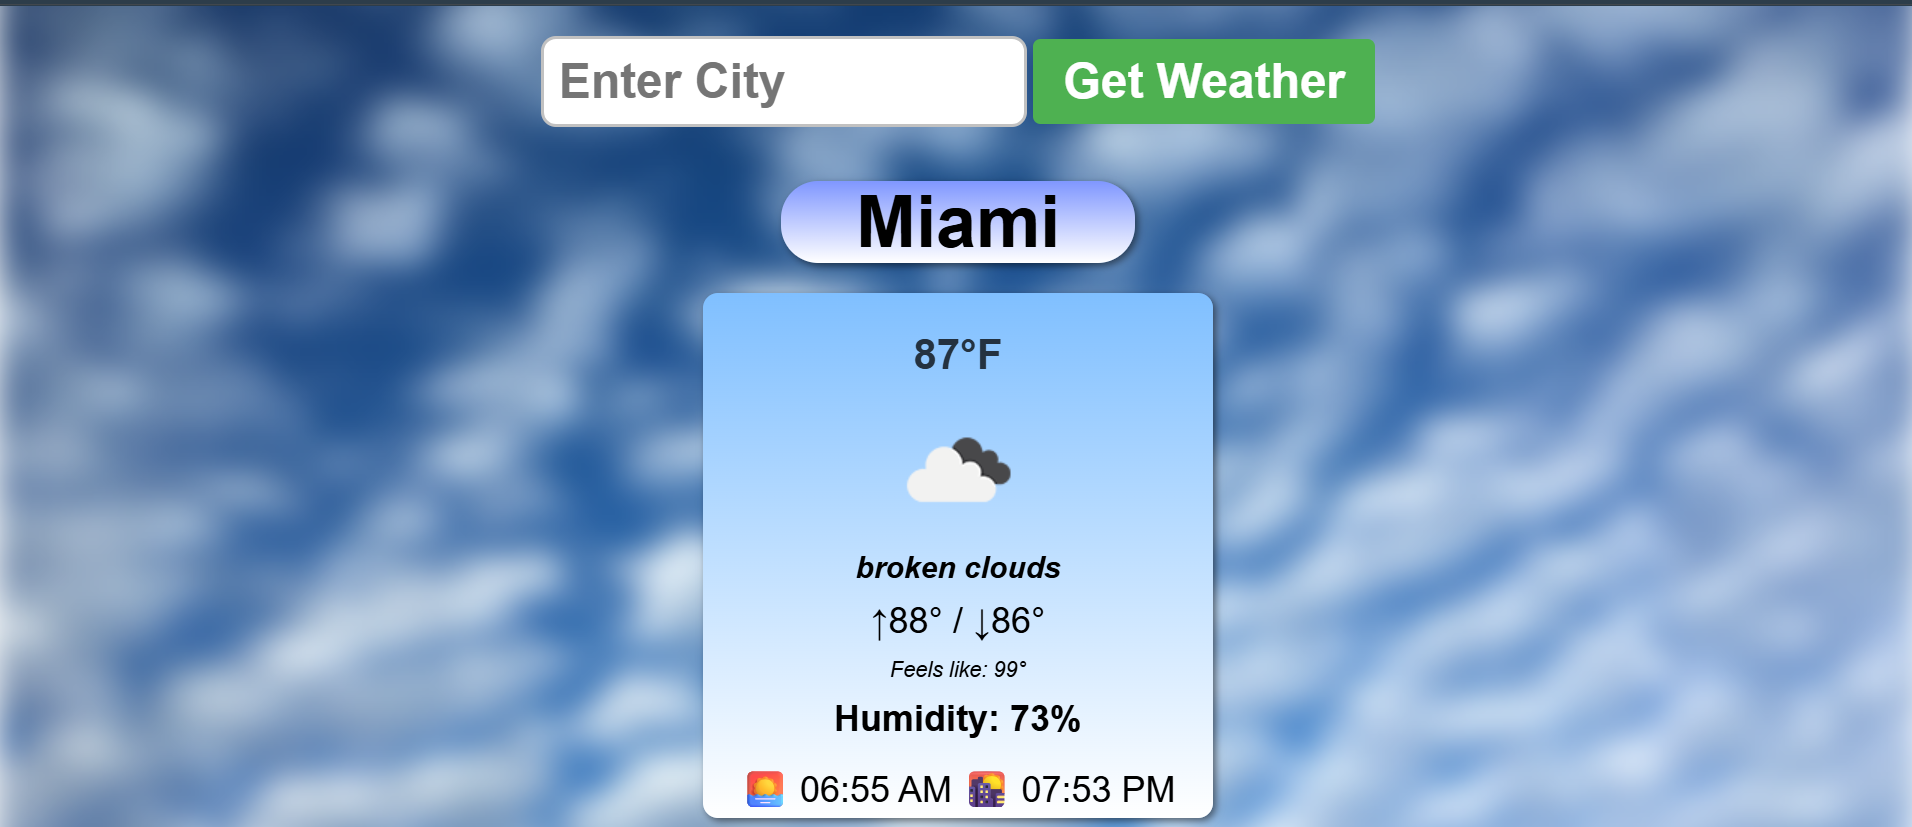 Enter City
Get Weather
Miami
87°F
broken clouds
↑88° / ↓86°
Feels like: 99°
Humidity: 73%
06:55 AM 07:53 PM